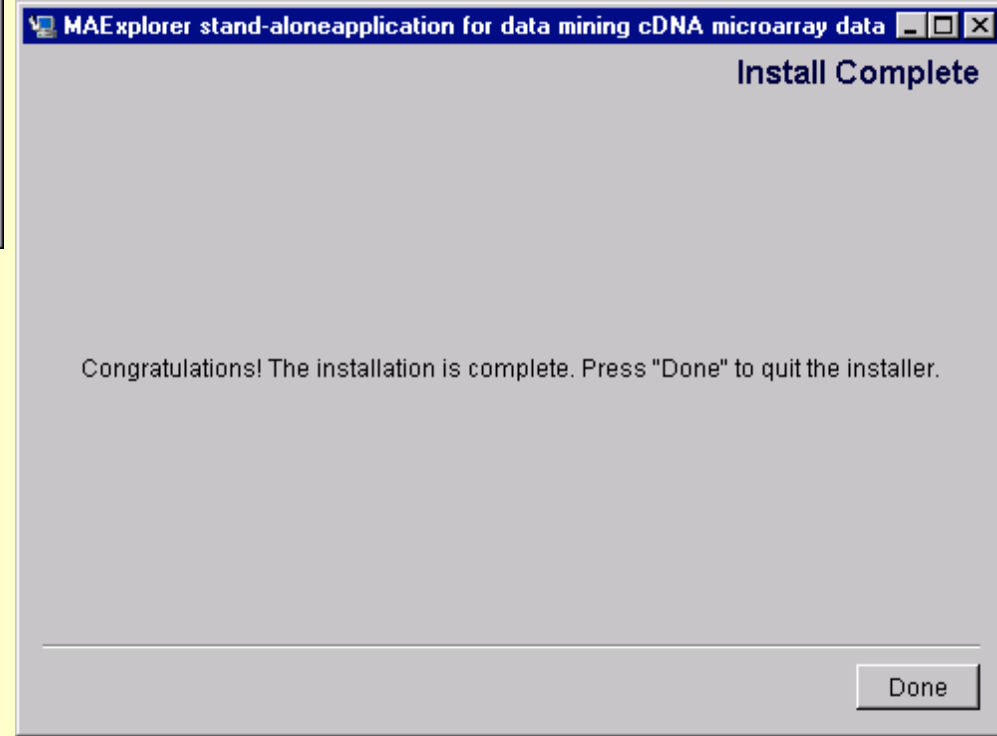 MAExplorer stand-aloneapplication for data mining cDNA microarray data
Install Complete
Congratulations! The installation is complete. Press "Done" to quit the installer.
Done